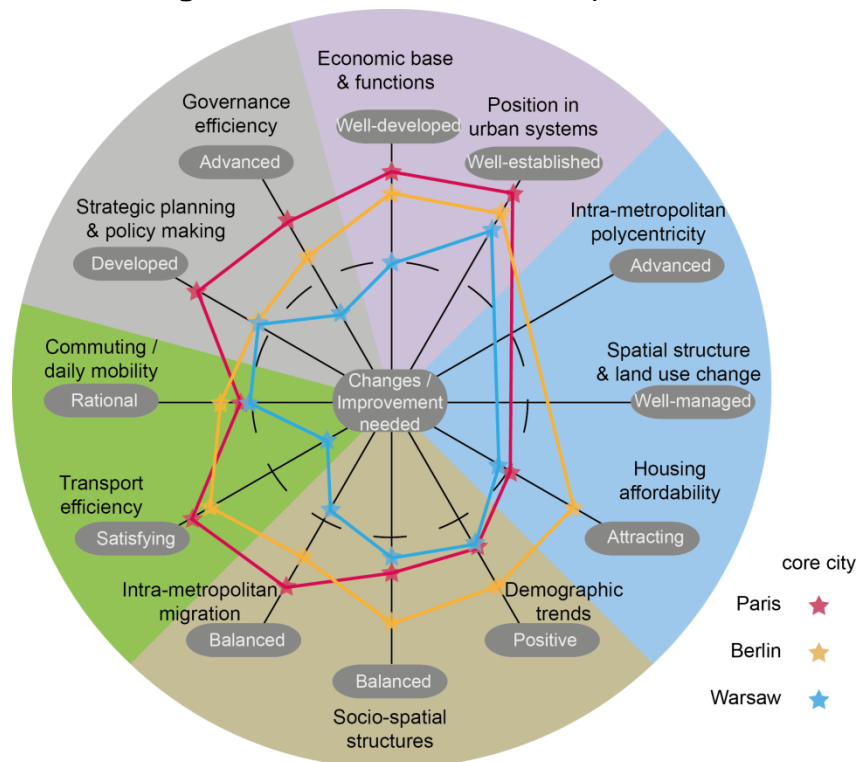 Economic base
& functions
Well-developed
Position in
urban systems
Well-established
Intra-metropolitan
polycentricity
Advanced
Spatial structure
& land use change
Well-managed
Housing
affordability
Attracting
Demographic
trends
Positive
Balanced
Socio-spatial
structures
Intra-metropolitan
migration
Balanced
Transport
efficiency
Satisfying
Commuting /
daily mobility
Rational
Strategic planning
& policy making
Developed
Governance
efficiency
Advanced
Changes /
Improvement
needed
core city
Paris
Berlin
Warsaw